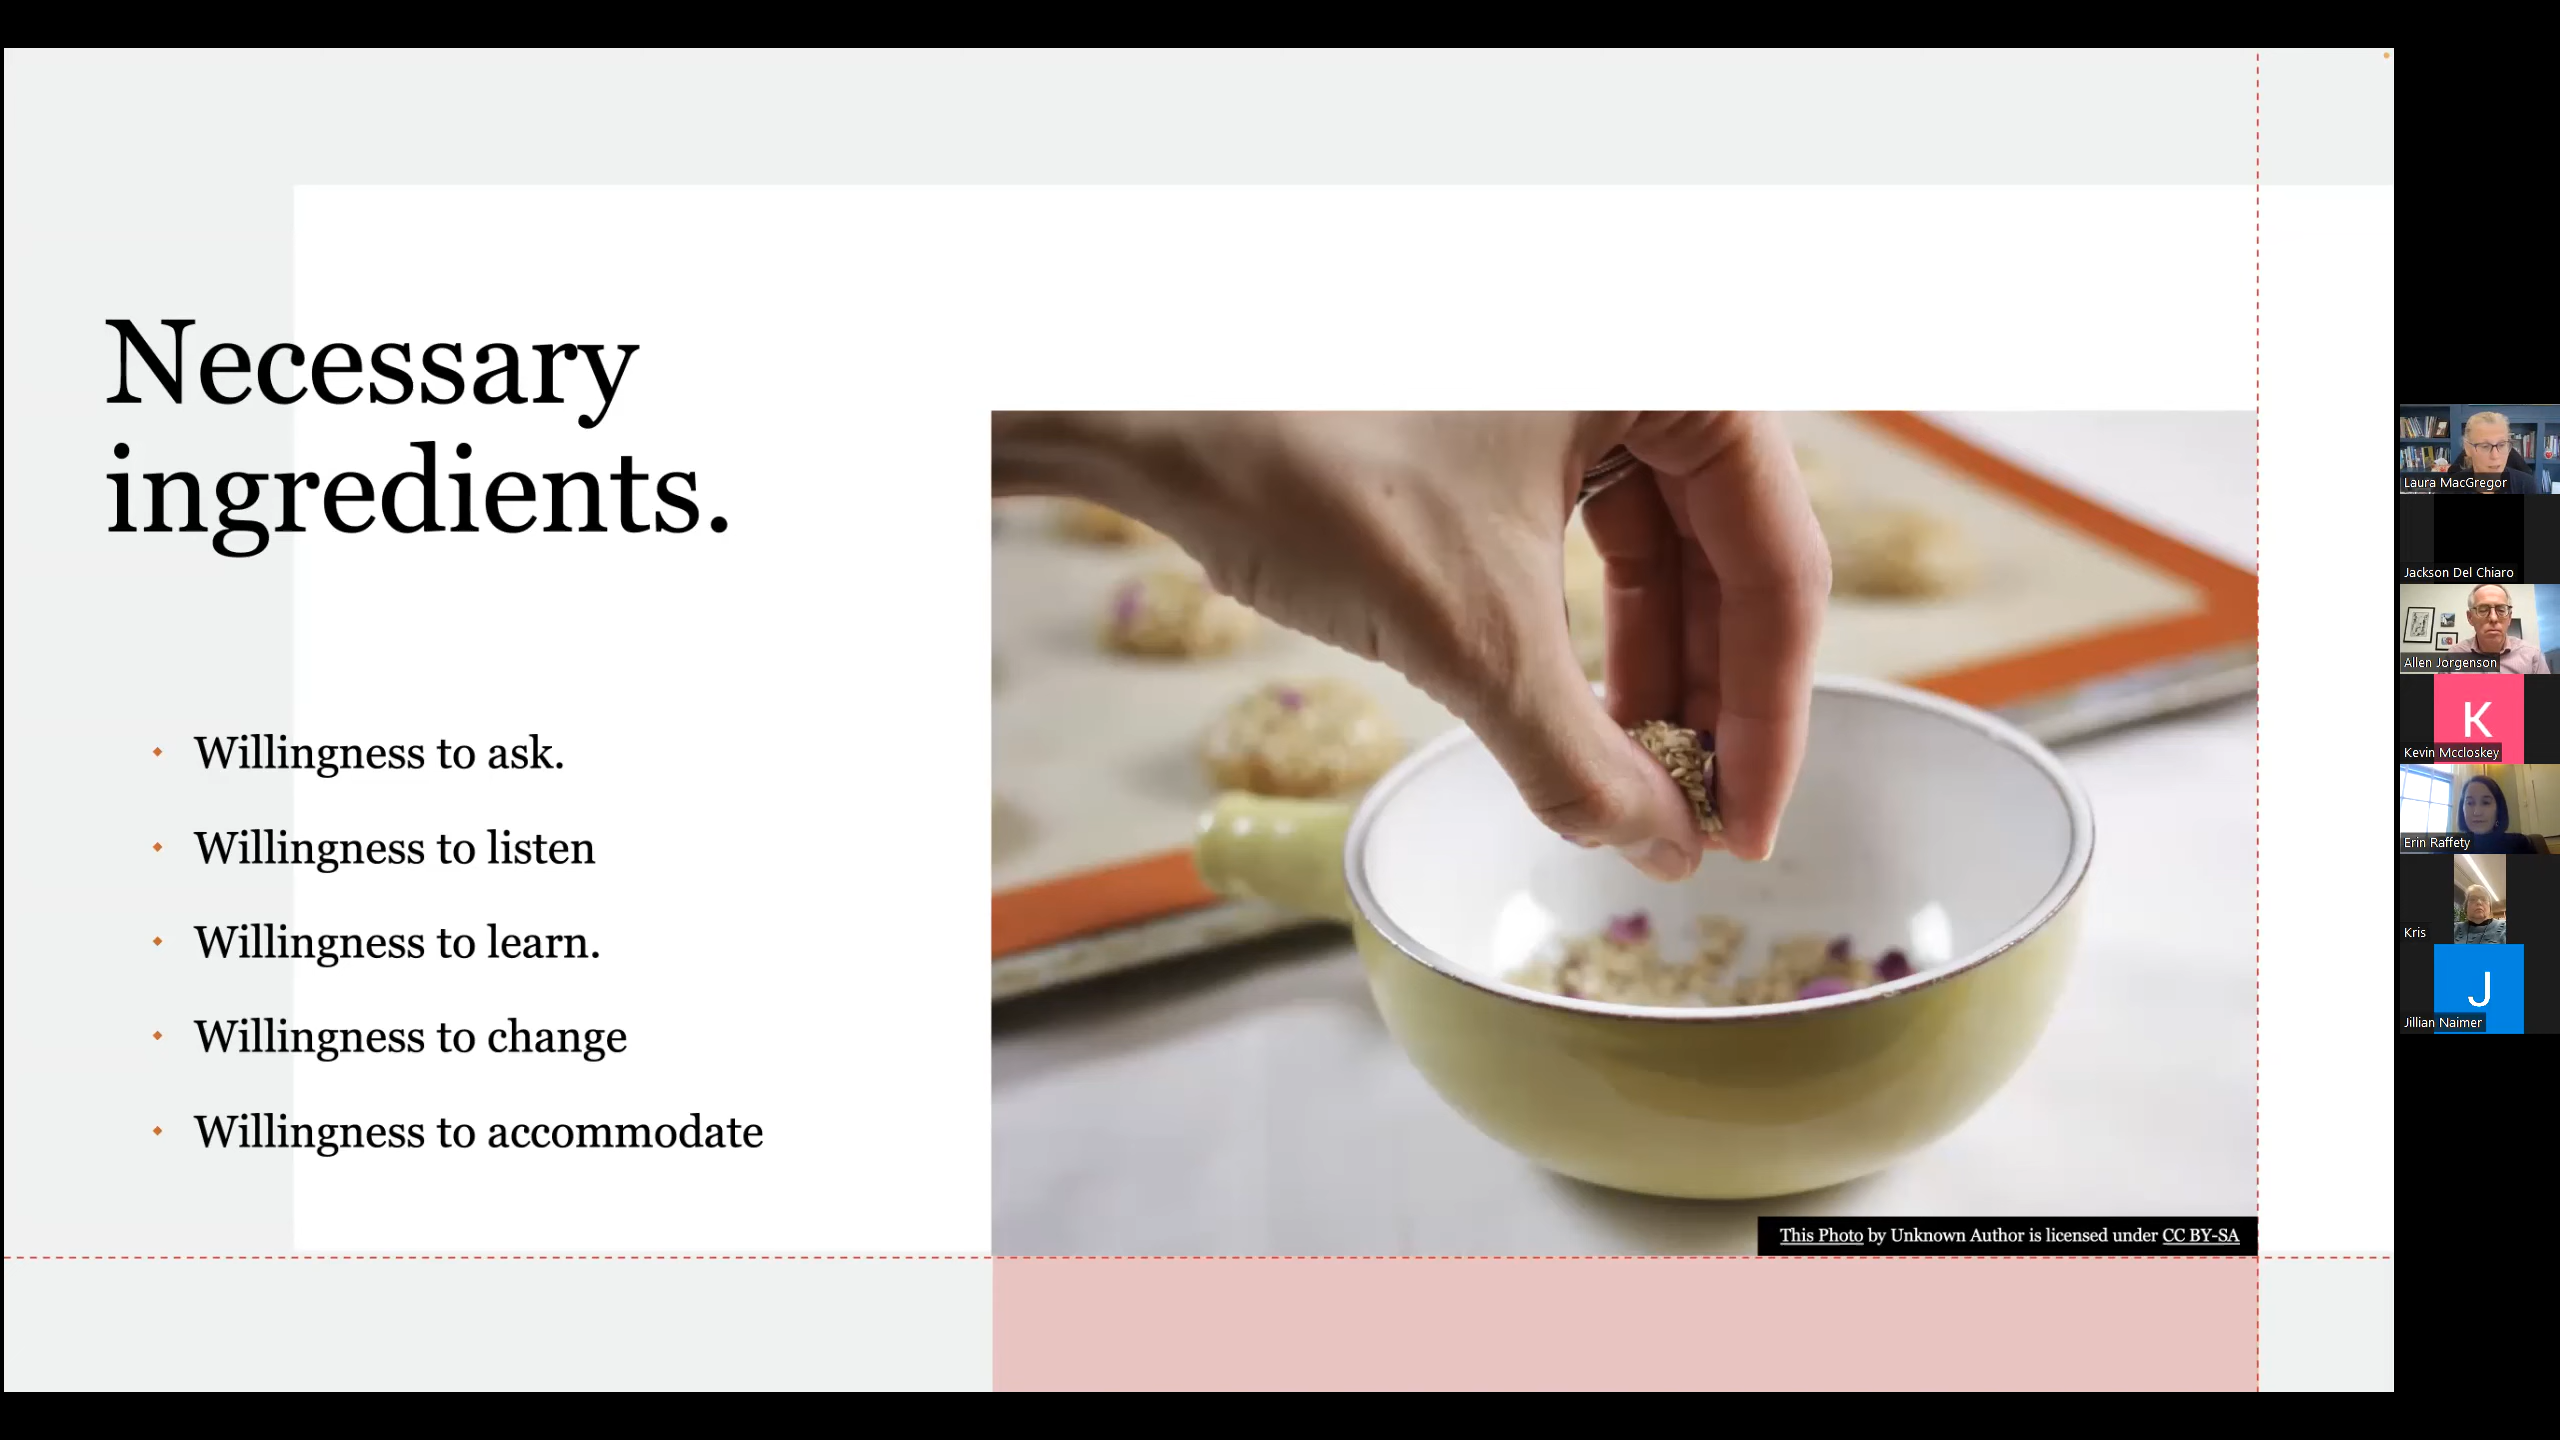 Necessary
ingredients.
Willingness to ask.
Willingness to listen
Willingness to learn.
Willingness to change
Willingness to accommodate
This Photo by Unknown Author is licensed under CC BY-SA
Laura MacGregor
Jackson Del Chiaro
Allen Jorgenson
K
Kevin Mccloskey
Erin Raffety
Kris
J
Jillian Naimer